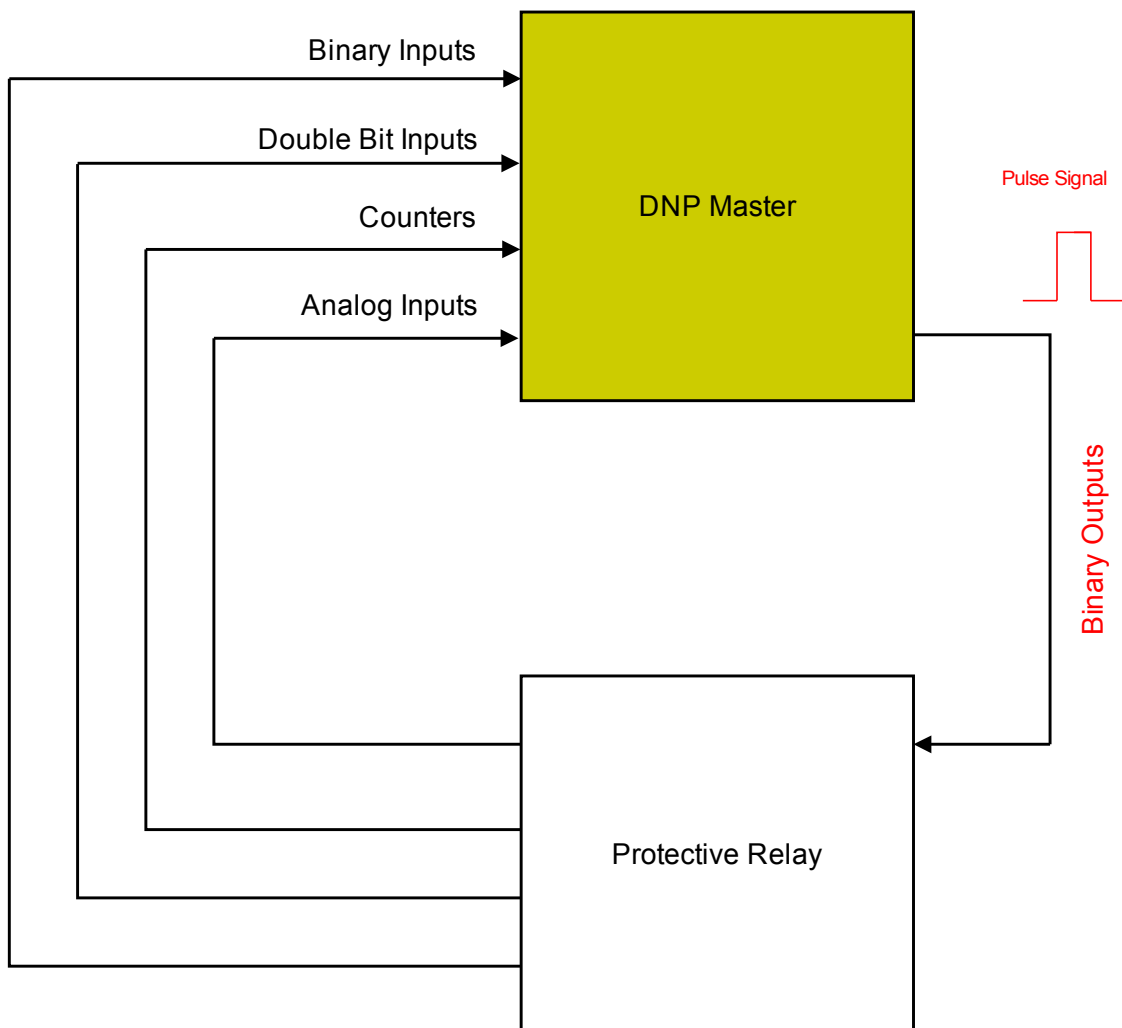 Binary Inputs
Double Bit Inputs
Counters
Analog Inputs
DNP Master
Pulse Signal
Binary Outputs
Protective Relay